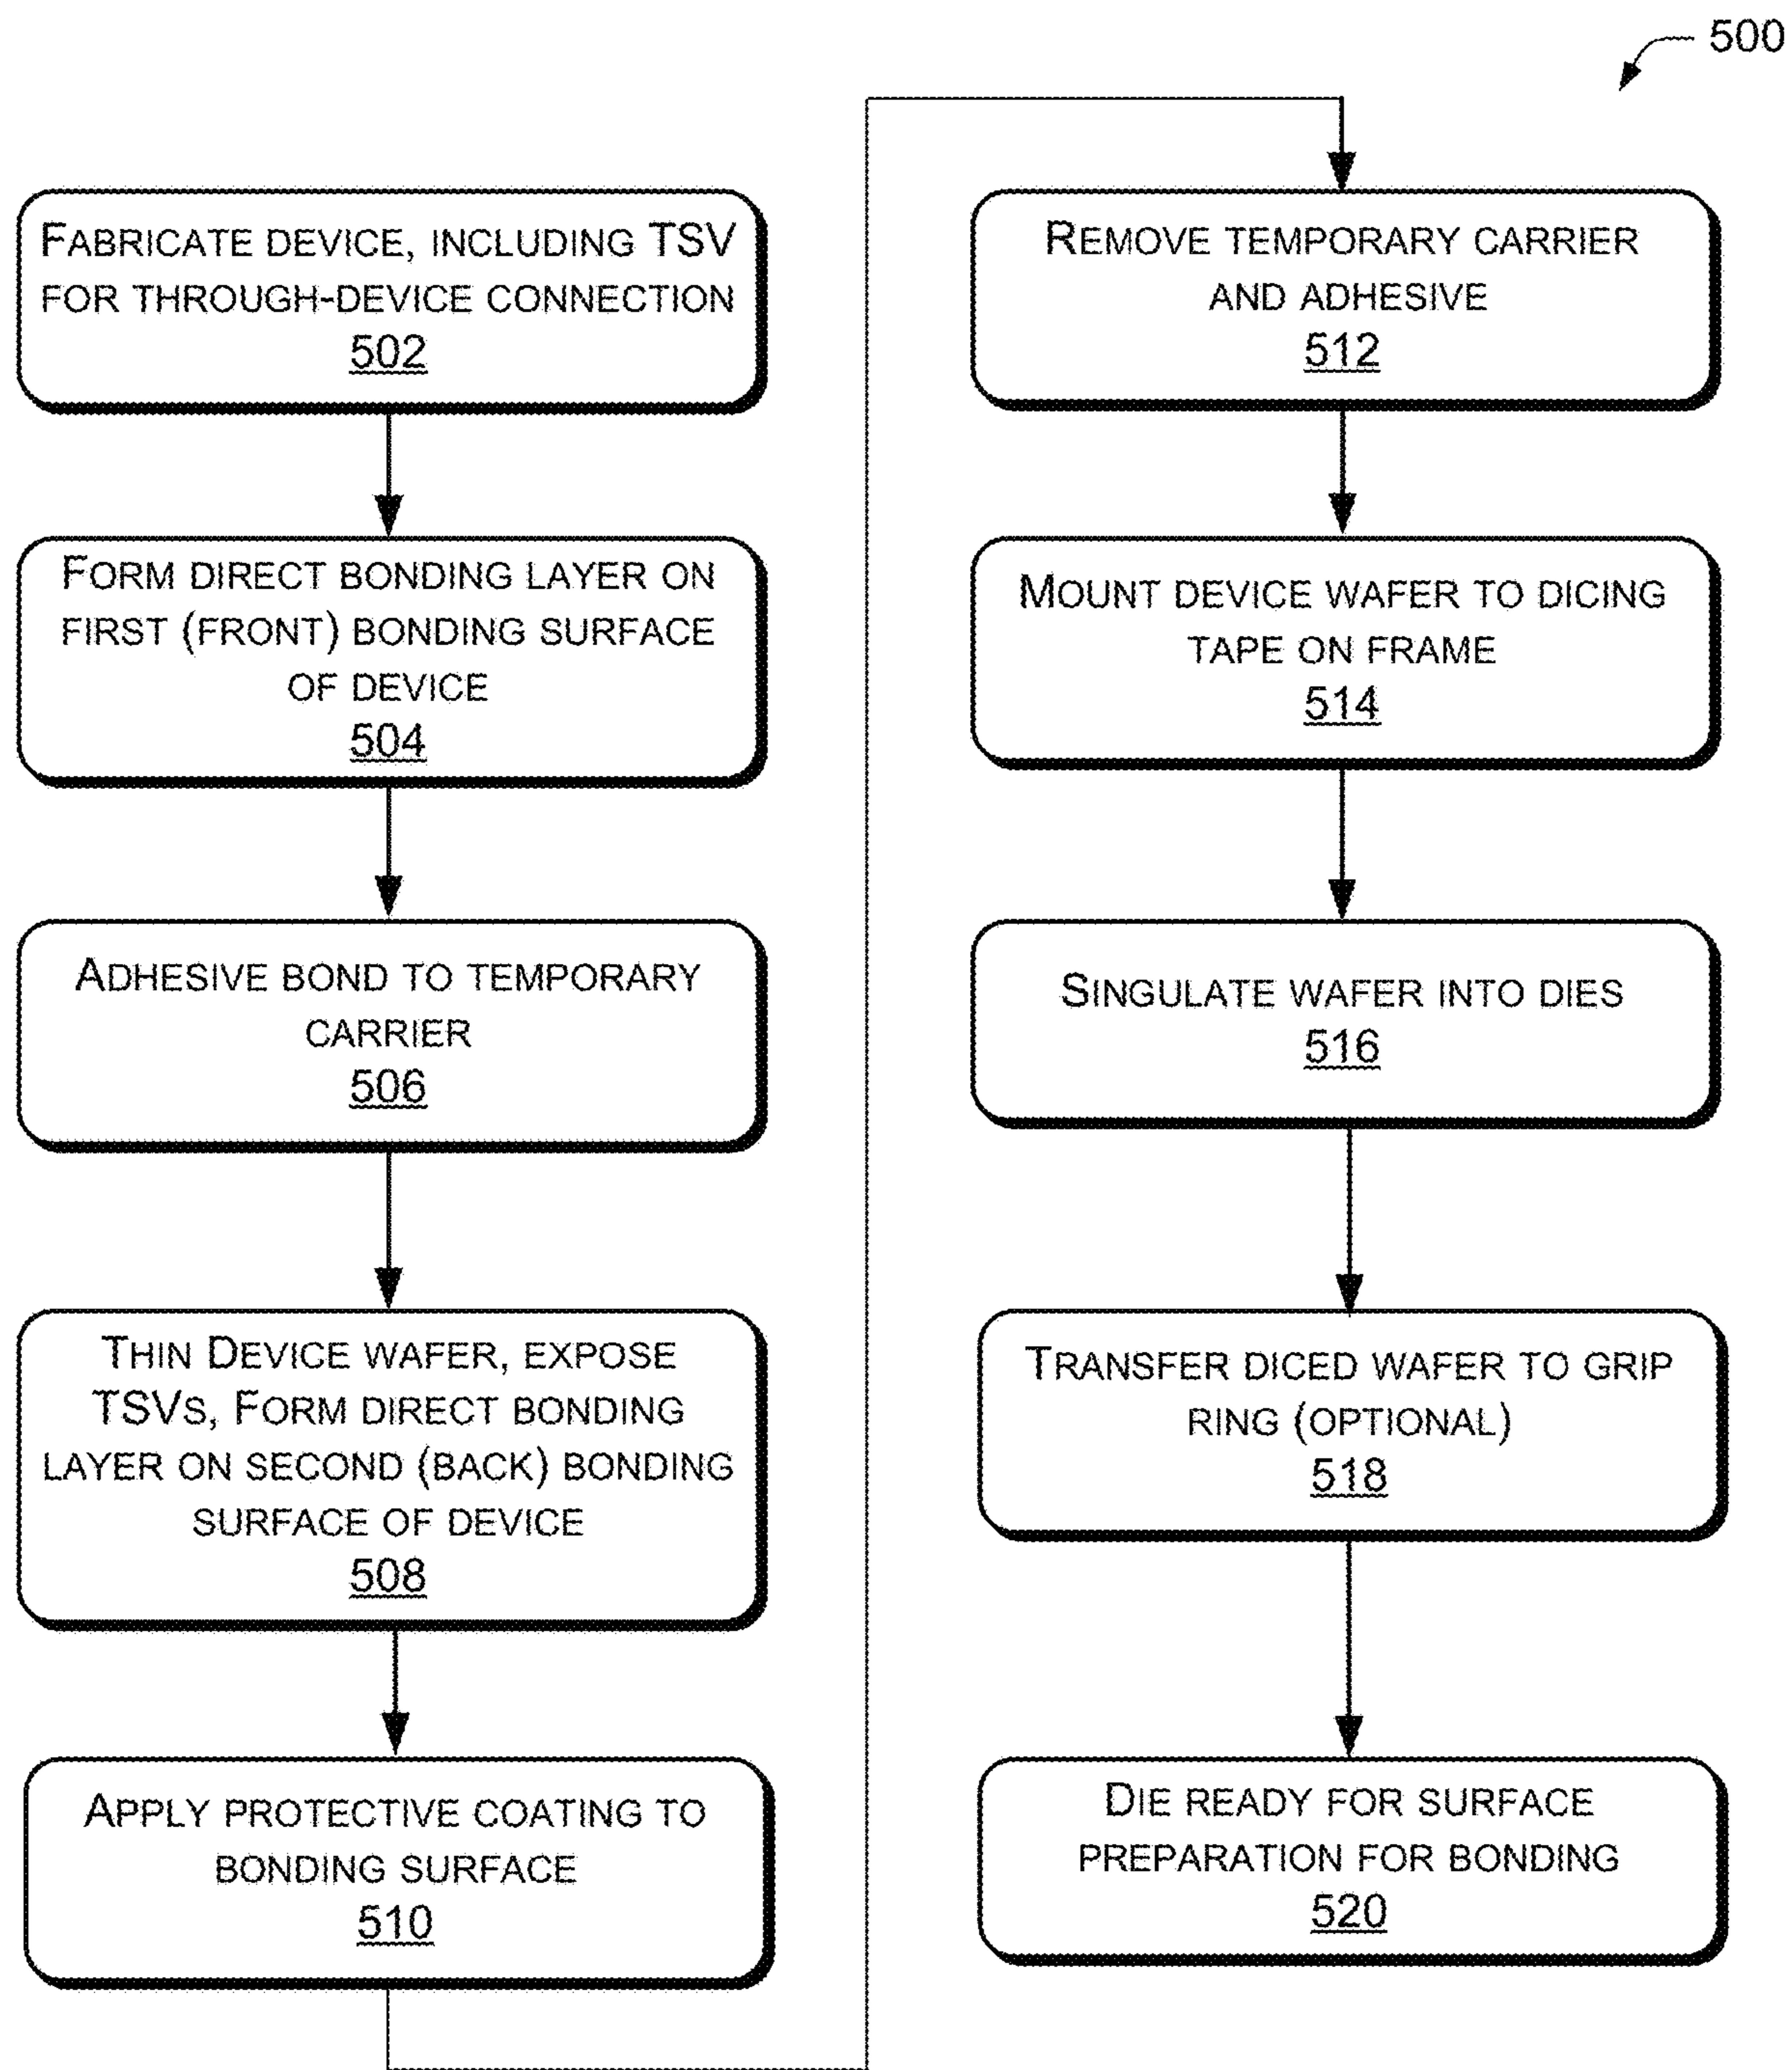 500
FABRICATE DEVICE, INCLUDING TSV
FOR THROUGH-DEVICE CONNECTION
502
FORM DIRECT BONDING LAYER ON
FIRST (FRONT) BONDING SURFACE
OF DEVICE
504
ADHESIVE BOND TO TEMPORARY
CARRIER
506
THIN DEVICE WAFER, EXPOSE
TSVS, FORM DIRECT BONDING
LAYER ON SECOND (BACK) BONDING
SURFACE OF DEVICE
508
APPLY PROTECTIVE COATING TO
BONDING SURFACE
510
REMOVE TEMPORARY CARRIER
AND ADHESIVE
512
MOUNT DEVICE WAFER TO DICING
TAPE ON FRAME
514
SINGULATE WAFER INTO DIES
516
TRANSFER DICED WAFER TO GRIP
RING (OPTIONAL)
518
DIE READY FOR SURFACE
PREPARATION FOR BONDING
520